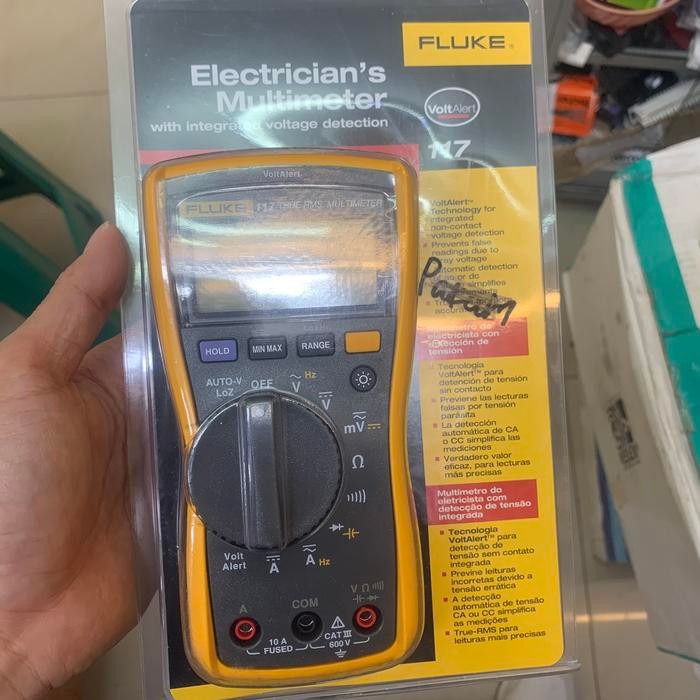 FLUKE®
Electrician's
Multimeter
with integrated voltage detection
VoltAlert
117
VoltAlert
FLUKE 117 TRUE RMS MULTIMETER
HOLD
MIN MAX
RANGE
AUTO-V
LoZ
OFF
V Hz
V
mV
Ω
Volt
Alert
A
A Hz
V Ω
A
COM
10 A
FUSED
CAT III
600 V
VoltAlert™
Technology for
integrated
non-contact
voltage detection
Prevents false
readings due to
voltage
detection
or dc
simplifies
Multímetro de
electricista con
detección de
tensión
Tecnología
VoltAlert™ para
detención de tensión
sin contacto
Previene las lecturas
falsas por tensión
parásita
La detección
automática de CA
o CC simplifica las
mediciones
Verdadero valor
eficaz, para lecturas
más precisas
Multímetro do
eletricista com
detecção de tensão
integrada
Tecnologia
VoltAlert™ para
detecção de
tensão sem contato
integrada
Previne leituras
incorretas devido a
tensão errática
A detecção
automática de tensão
CA ou CC simplifica
as medições
True-RMS para
leituras mais precisas